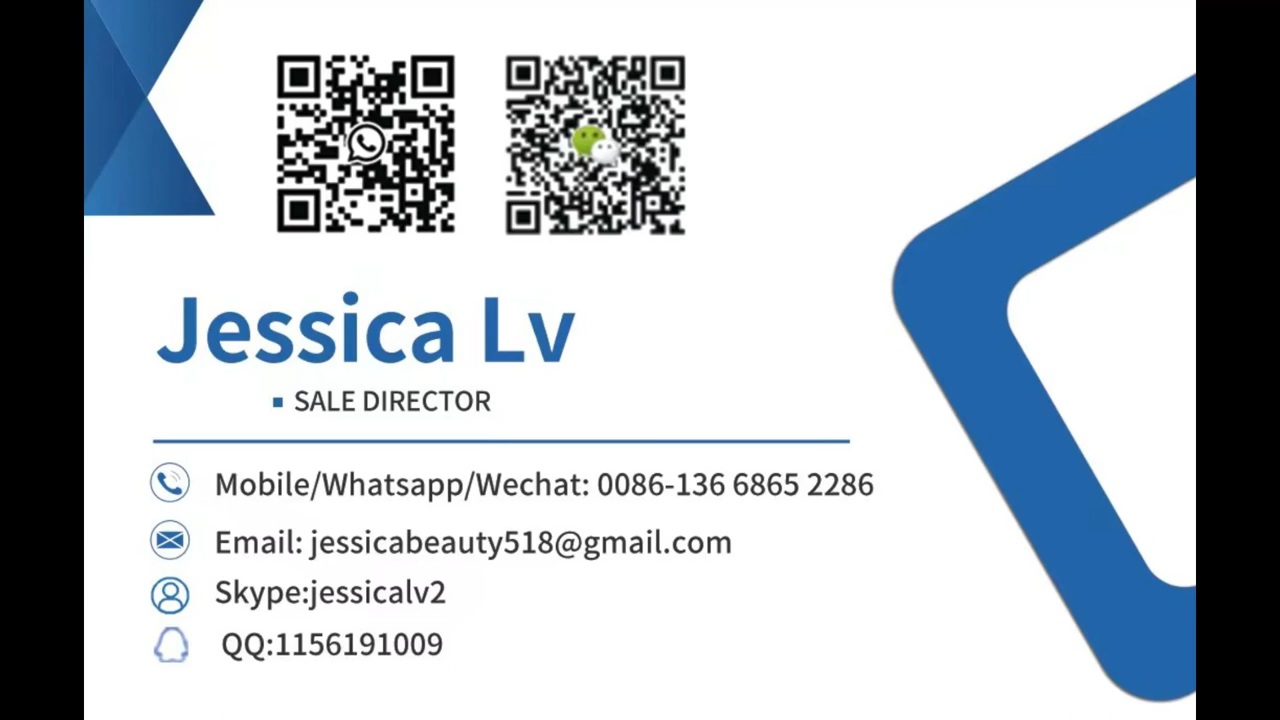 Jessica Lv
SALE DIRECTOR
Mobile/Whatsapp/Wechat: 0086-136 6865 2286
Email: jessicabeauty518@gmail.com
Skype:jessicalv2
QQ:1156191009